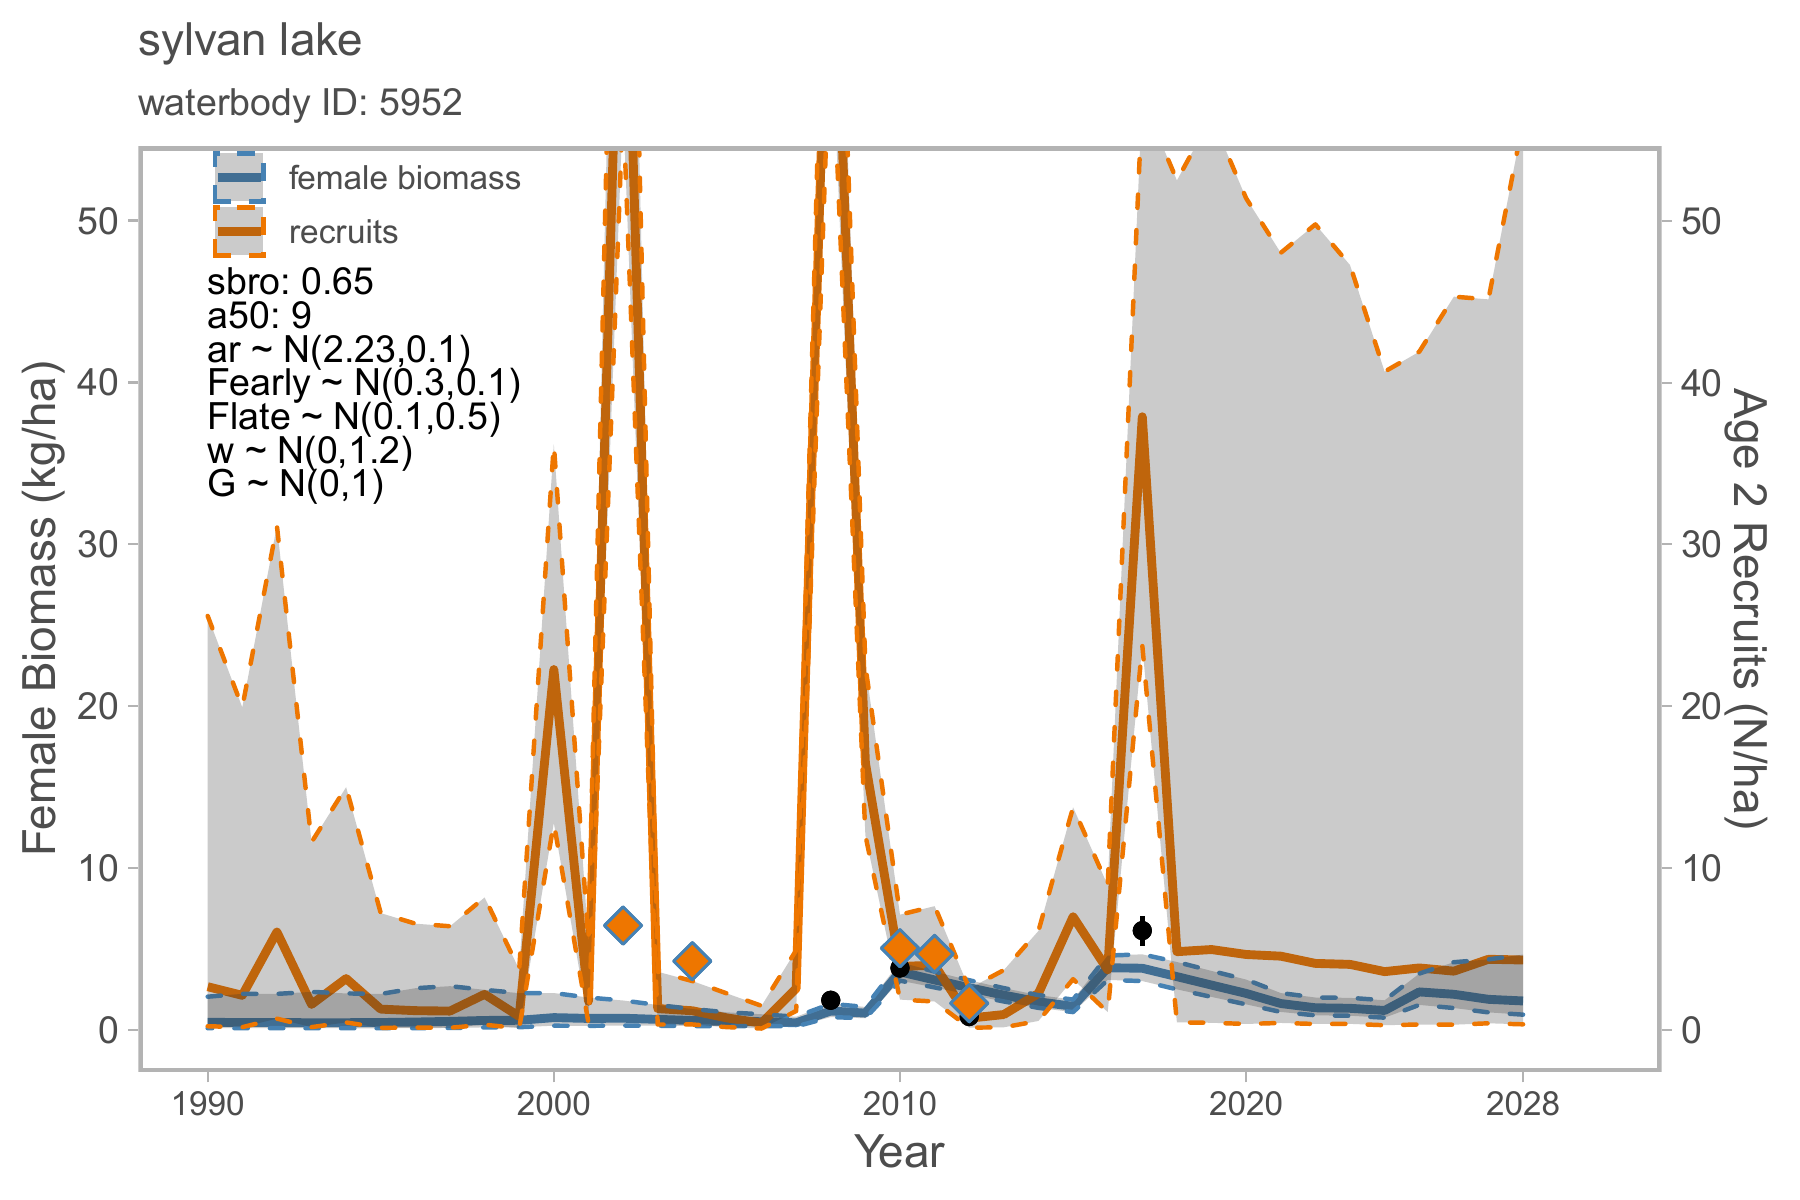 sylvan lake
waterbody ID: 5952
female biomass
recruits
sbro: 0.65
a50: 9
ar ~ N(2.23,0.1)
Fearly ~ N(0.3,0.1)
Flate ~ N(0.1,0.5)
w ~ N(0,1.2)
G ~ N(0,1)
Female Biomass (kg/ha)
50
40
30
20
10
0
50
40
30
20
10
0
Age 2 Recruits (N/ha)
1990
2000
2010
2020
2028
Year